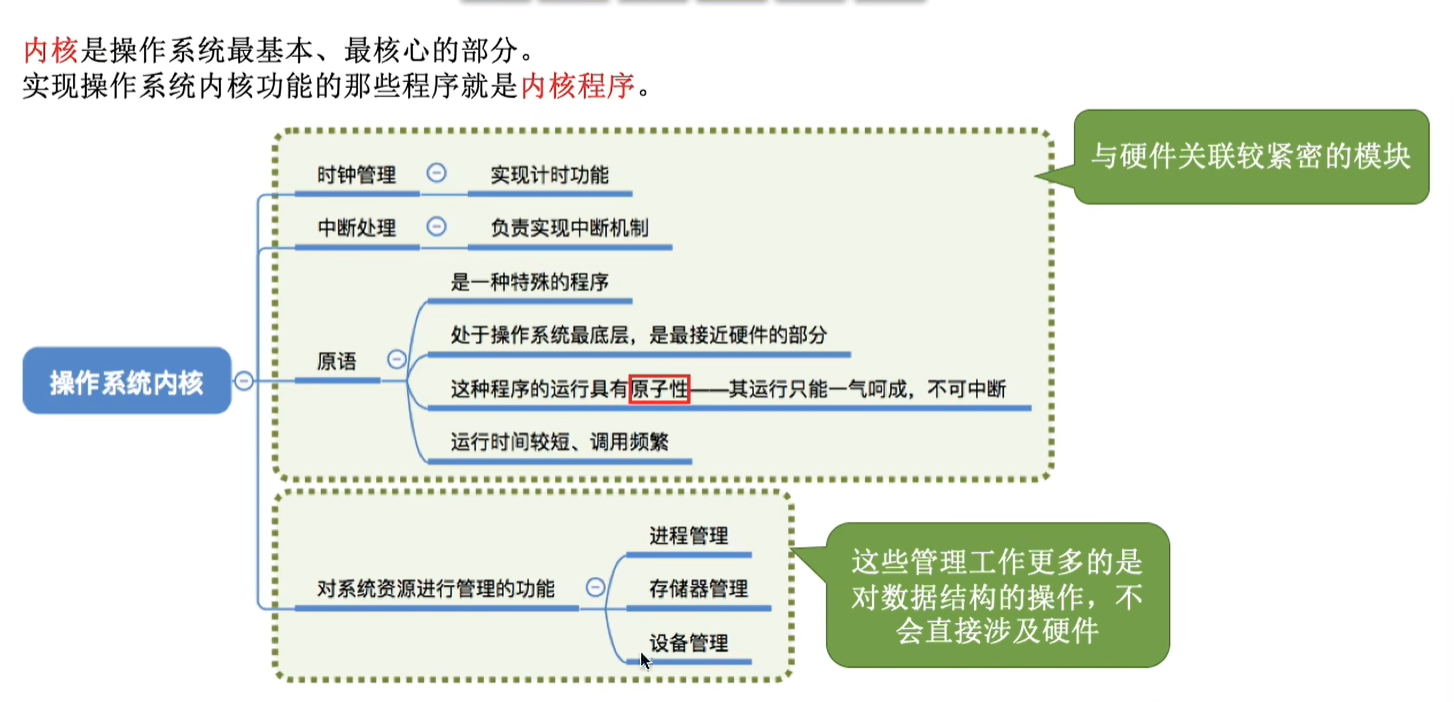 内核是操作系统最基本、最核心的部分。
实现操作系统内核功能的那些程序就是内核程序。
与硬件关联较紧密的模块
时钟管理
实现计时功能
中断处理
负责实现中断机制
是一种特殊的程序
处于操作系统最底层，是最接近硬件的部分
原语
这种程序的运行具有原子性——其运行只能一气呵成，不可中断
操作系统内核
运行时间较短、调用频繁
进程管理
这些管理工作更多的是
对数据结构的操作，不
会直接涉及硬件
对系统资源进行管理的功能
存储器管理
设备管理